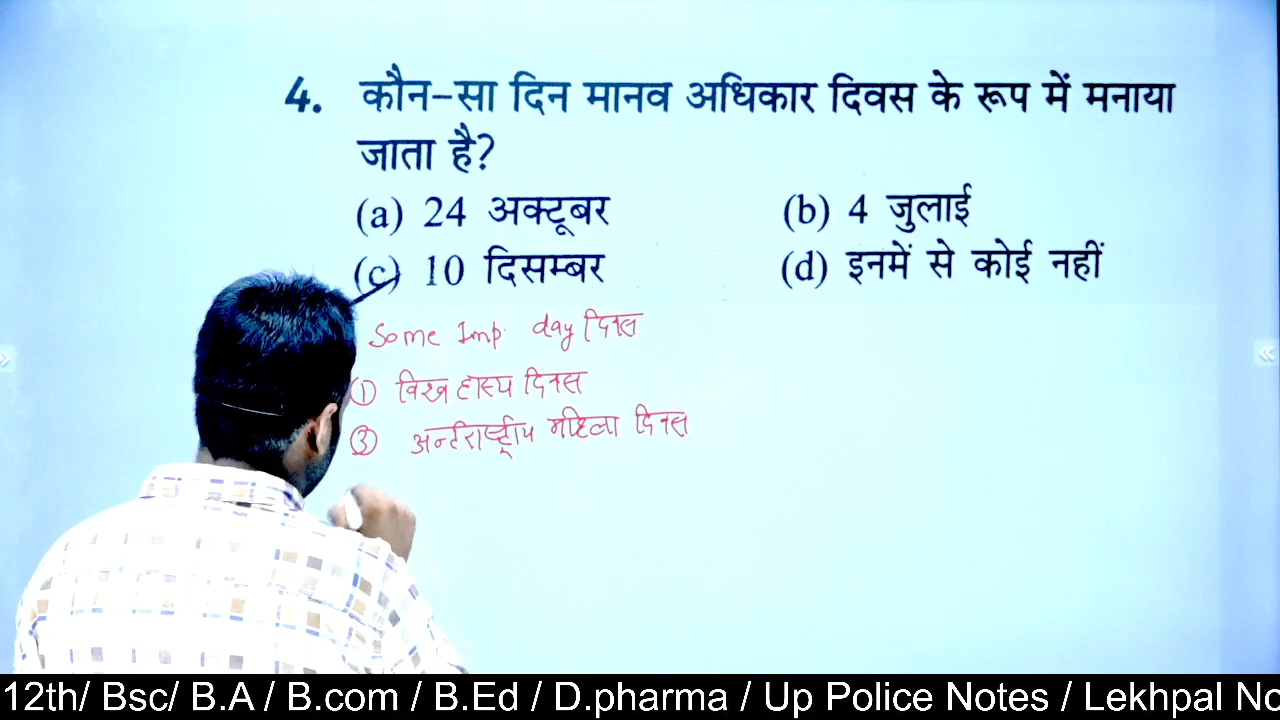 4. कौन-सा दिन मानव अधिकार दिवस के रूप में मनाया
जाता है?
(a) 24 अक्टूबर (b) 4 जुलाई
(c) 10 दिसम्बर (d) इनमें से कोई नहीं
Some Imp. day दिवस
① विश्व हास्य दिवस
③ अर्न्तराष्ट्रीय महिला दिवस
12th/ Bsc/ B.A / B.com / B.Ed / D.pharma / Up Police Notes / Lekhpal No